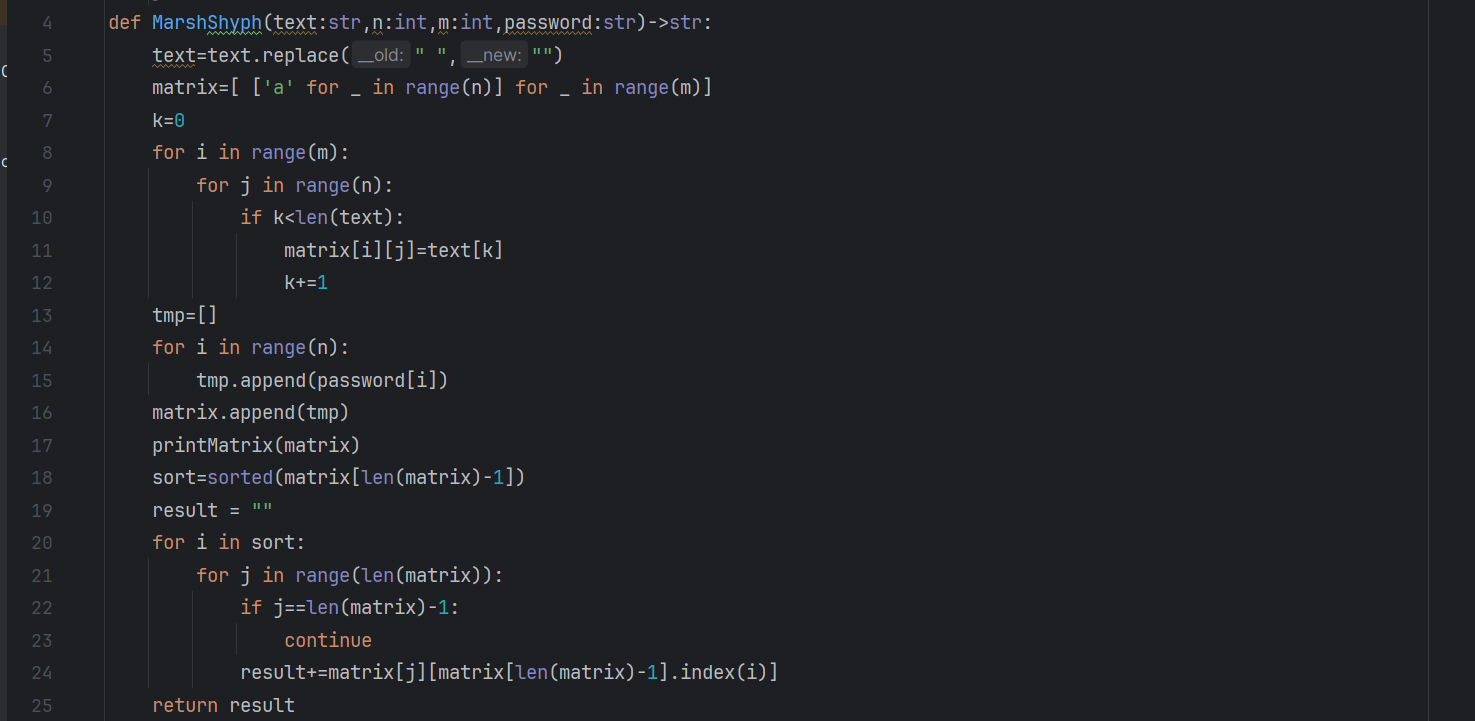 4 def MarshShyph(text:str,n:int,m:int,password:str)->str:
5 text=text.replace(__old: " ",__new: "")
6 matrix=[ ['a' for _ in range(n)] for _ in range(m)]
7 k=0
8 for i in range(m):
9 for j in range(n):
10 if k<len(text):
11 matrix[i][j]=text[k]
12 k+=1
13 tmp=[]
14 for i in range(n):
15 tmp.append(password[i])
16 matrix.append(tmp)
17 printMatrix(matrix)
18 sort=sorted(matrix[len(matrix)-1])
19 result = ""
20 for i in sort:
21 for j in range(len(matrix)):
22 if j==len(matrix)-1:
23 continue
24 result+=matrix[j][matrix[len(matrix)-1].index(i)]
25 return result